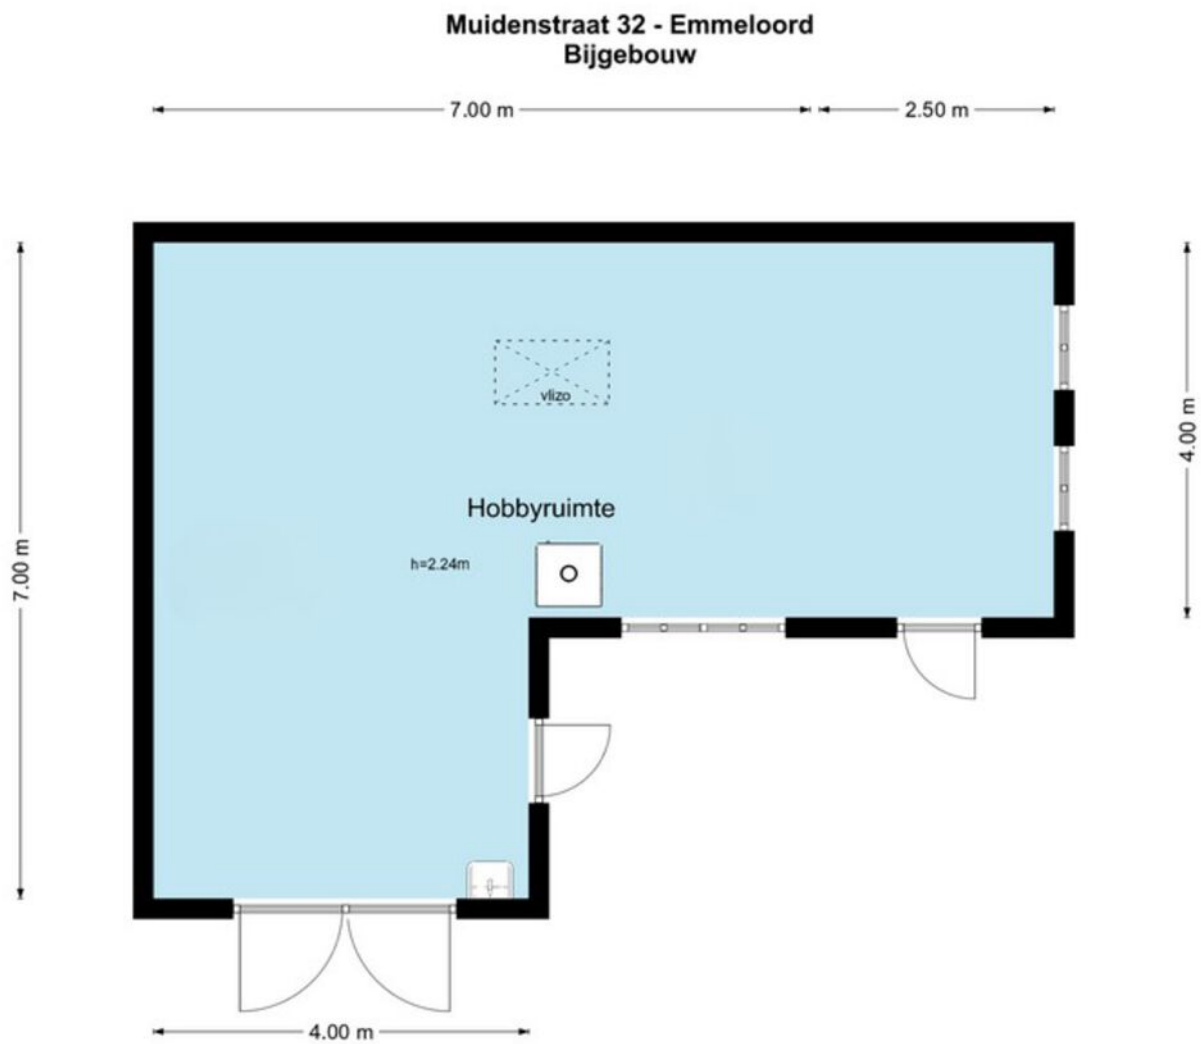 Muidenstraat 32 - Emmeloord
Bijgebouw
7.00 m
2.50 m
7.00 m
4.00 m
vlizo
Hobbyruimte
h=2.24m
4.00 m